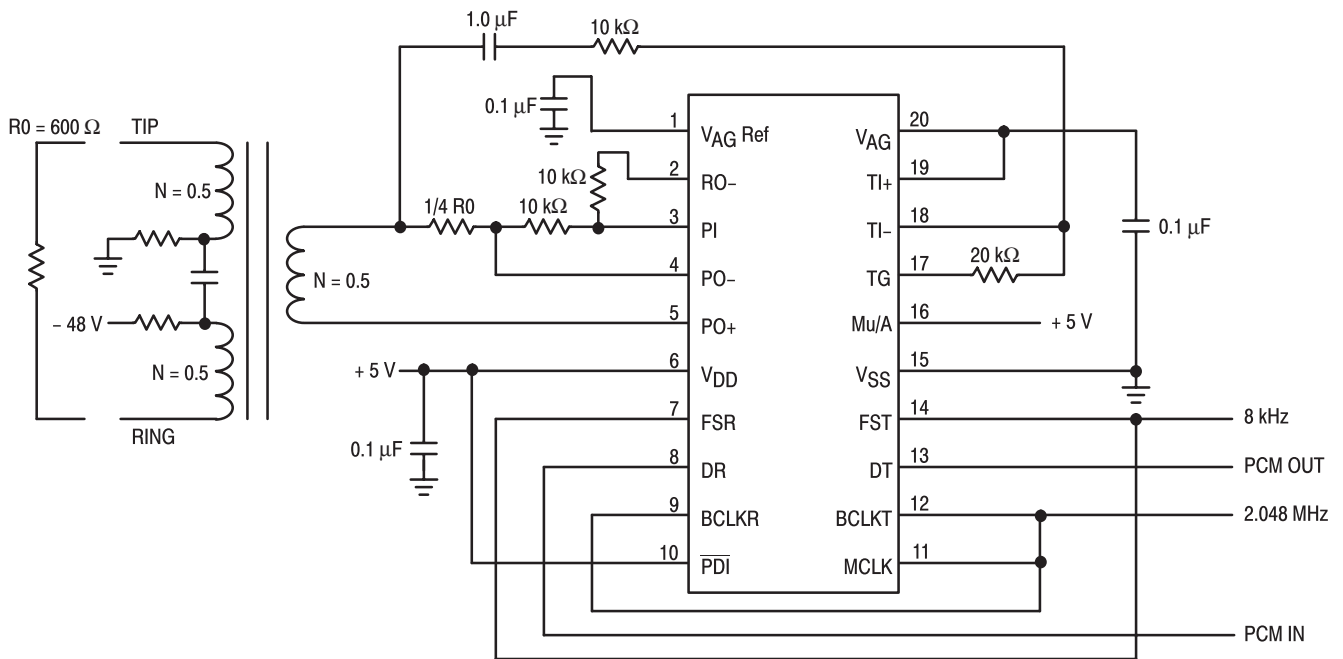 1.0 μF
10 kΩ
0.1 μF
R0 = 600 Ω
TIP
N = 0.5
– 48 V
N = 0.5
RING
N = 0.5
1/4 R0
10 kΩ
10 kΩ
+ 5 V
0.1 μF
1 VAG Ref
2 RO–
3 PI
4 PO–
5 PO+
6 VDD
7 FSR
8 DR
9 BCLKR
10 PDI
VAG 20
TI+ 19
TI– 18
TG 17
Mu/A 16
VSS 15
FST 14
DT 13
BCLKT 12
MCLK 11
20 kΩ
0.1 μF
+ 5 V
8 kHz
PCM OUT
2.048 MHz
PCM IN